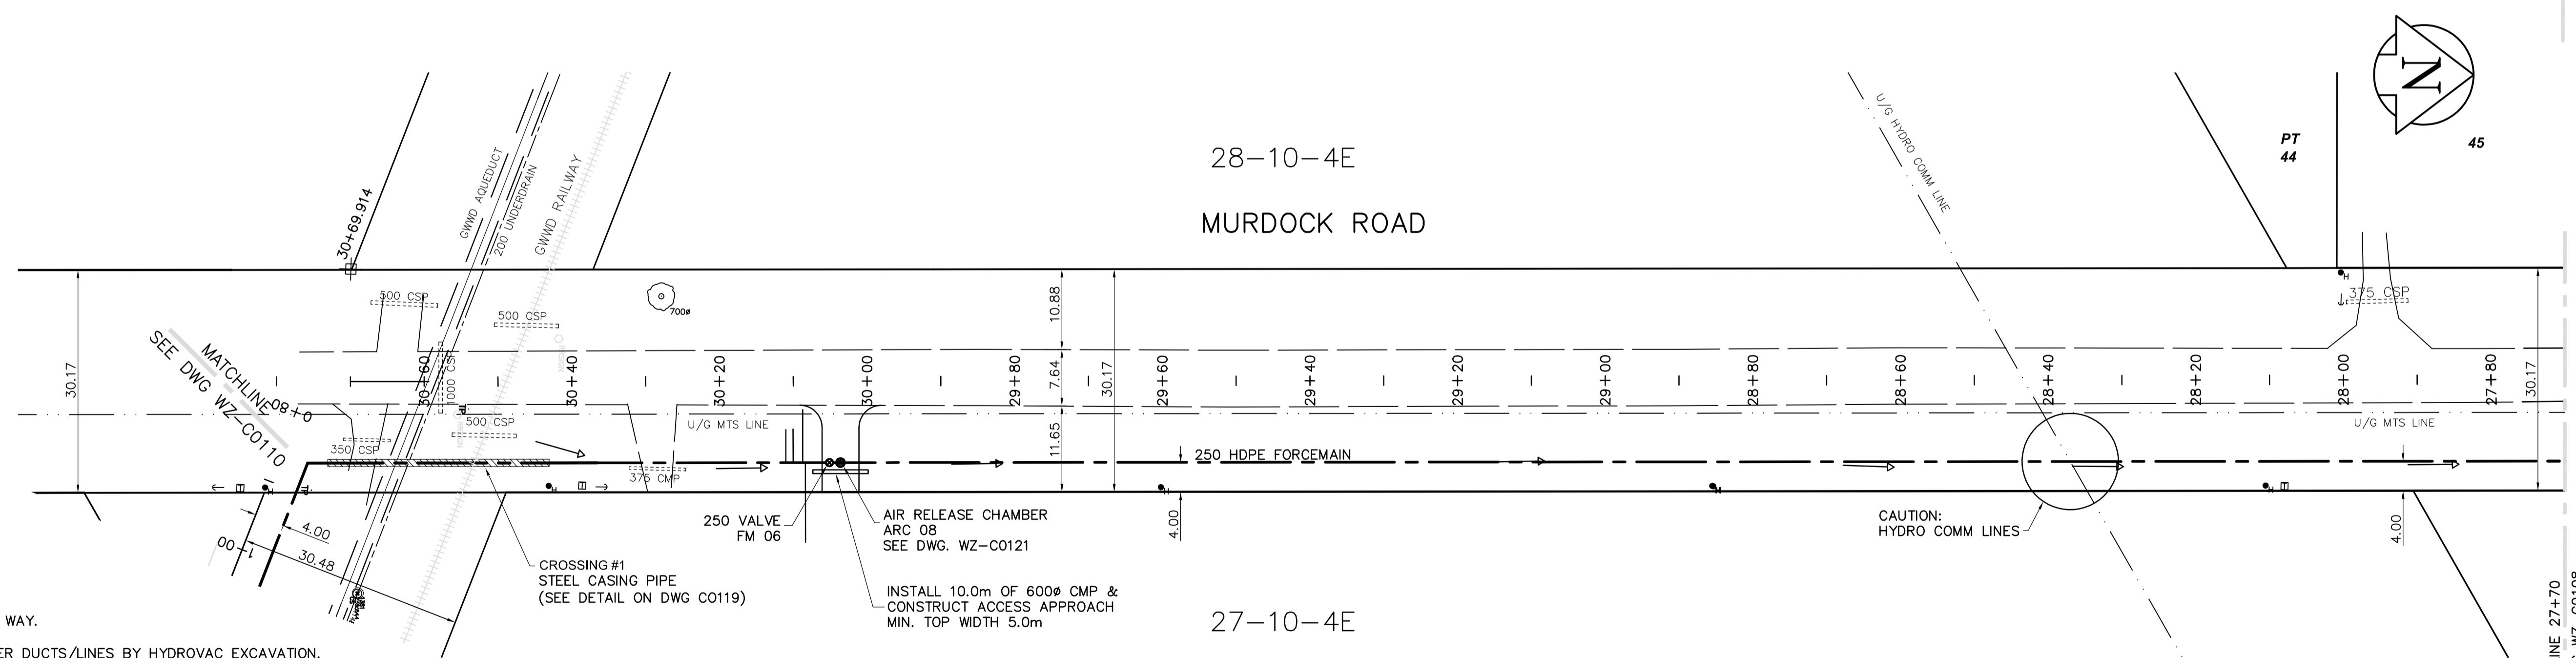 N
PT
44
45
28-10-4E
MURDOCK ROAD
U/G HYDRO COMM LINE
GWWD AQUEDUCT
200 UNDERDRAIN
GWWD RAILWAY
30+69.914
500 CSP
500 CSP
700ø
375 CSP
10.88
7.64
30.17
11.65
30.17
30.17
MATCHLINE
SEE DWG WZ-C0110
0+80
30+60
30+40
30+20
30+00
29+80
29+60
29+40
29+20
29+00
28+80
28+60
28+40
28+20
28+00
27+80
1000 CSP
500 CSP
350 CSP
U/G MTS LINE
U/G MTS LINE
375 CMP
250 HDPE FORCEMAIN
4.00
4.00
4.00
30.48
1+00
250 VALVE
FM 06
AIR RELEASE CHAMBER
ARC 08
SEE DWG. WZ-C0121
CAUTION:
HYDRO COMM LINES
CROSSING #1
STEEL CASING PIPE
(SEE DETAIL ON DWG C0119)
INSTALL 10.0m OF 600ø CMP &
CONSTRUCT ACCESS APPROACH
MIN. TOP WIDTH 5.0m
27-10-4E
WAY.
ER DUCTS/LINES BY HYDROVAC EXCAVATION.
INE 27+70
WZ-C0108